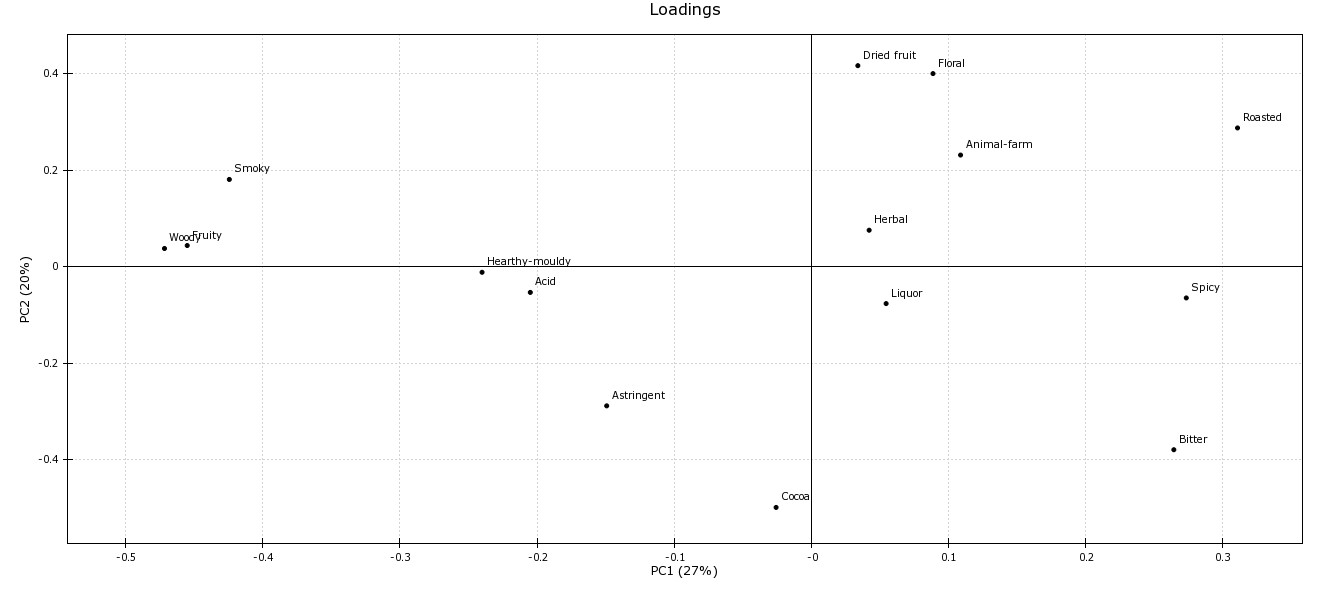 Loadings
Dried fruit
Floral
0.4
Roasted
Animal-farm
Smoky
0.2
Herbal
Woody
Fruity
Hearthy-mouldy
0
Acid
Spicy
Liquor
PC2 (20%)
-0.2
Astringent
Bitter
-0.4
Cocoa
-0.5 -0.4 -0.3 -0.2 -0.1 -0 0.1 0.2 0.3
PC1 (27%)